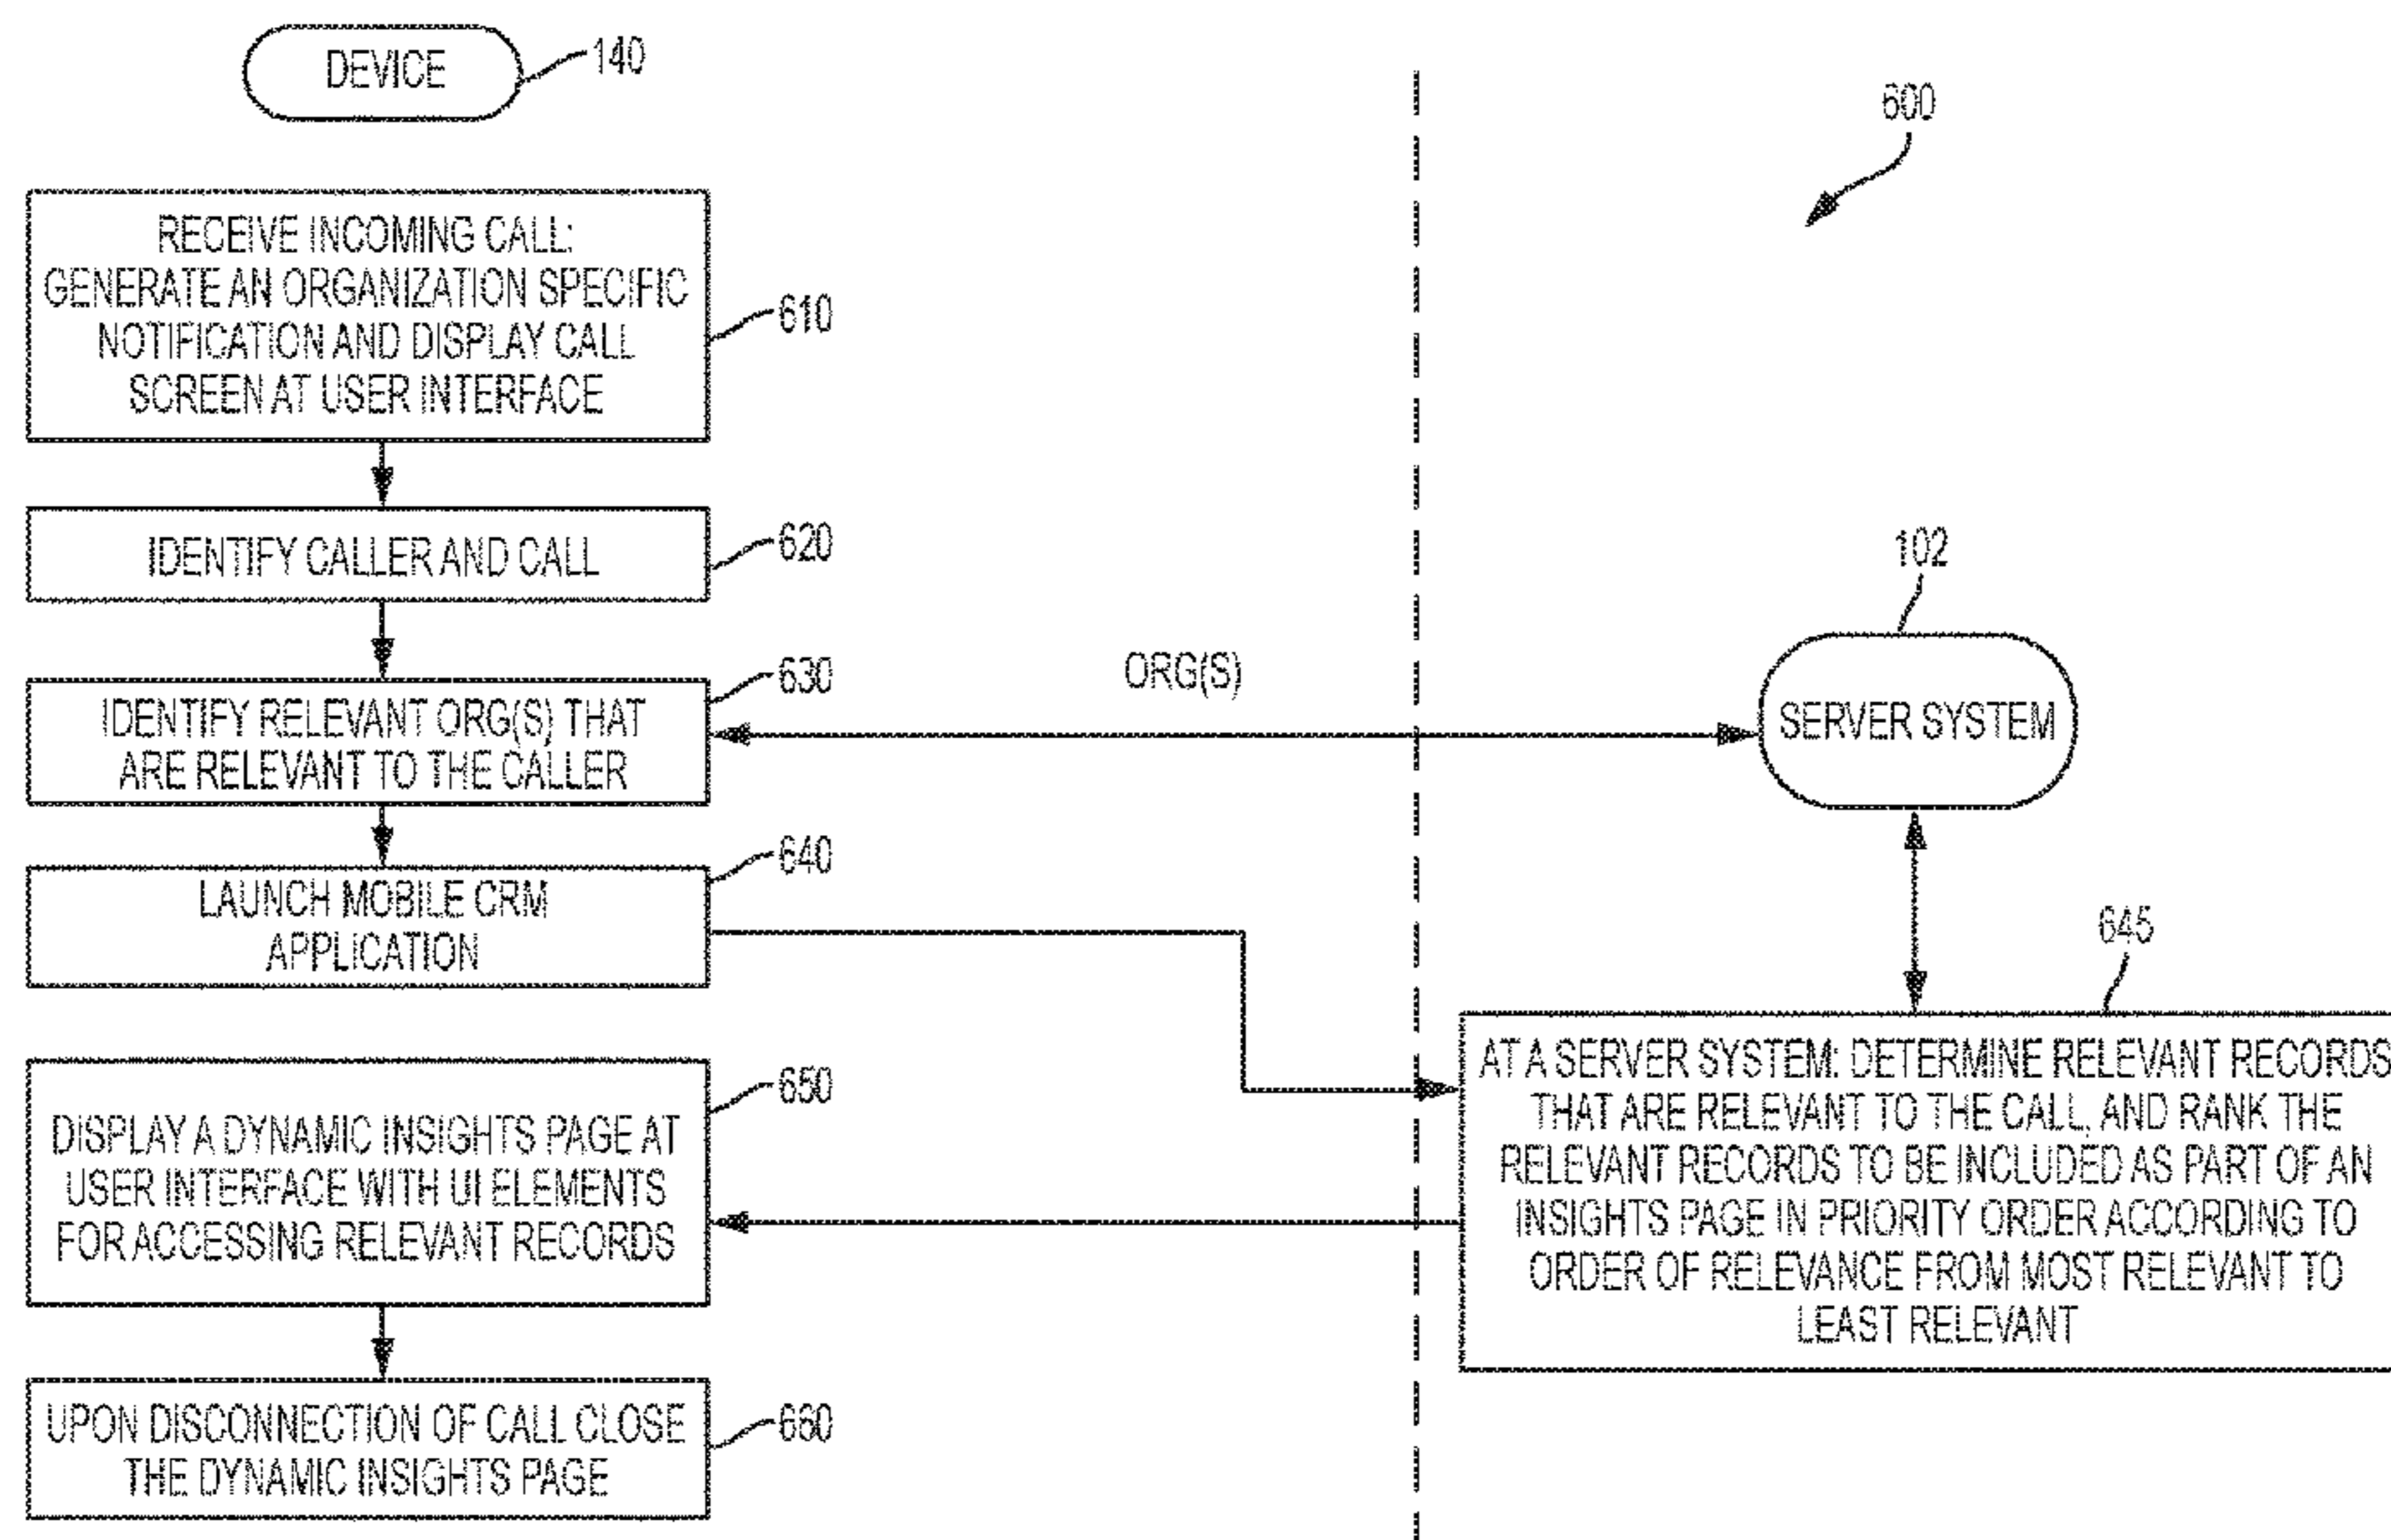 DEVICE
140
600
RECEIVE INCOMING CALL:
GENERATE AN ORGANIZATION SPECIFIC
NOTIFICATION AND DISPLAY CALL
SCREEN AT USER INTERFACE
610
IDENTIFY CALLER AND CALL
620
102
SERVER SYSTEM
IDENTIFY RELEVANT ORG(S) THAT
ARE RELEVANT TO THE CALLER
630
ORG(S)
LAUNCH MOBILE CRM
APPLICATION
640
645
AT A SERVER SYSTEM: DETERMINE RELEVANT RECORDS
THAT ARE RELEVANT TO THE CALL, AND RANK THE
RELEVANT RECORDS TO BE INCLUDED AS PART OF AN
INSIGHTS PAGE IN PRIORITY ORDER ACCORDING TO
ORDER OF RELEVANCE FROM MOST RELEVANT TO
LEAST RELEVANT
DISPLAY A DYNAMIC INSIGHTS PAGE AT
USER INTERFACE WITH UI ELEMENTS
FOR ACCESSING RELEVANT RECORDS
650
UPON DISCONNECTION OF CALL CLOSE
THE DYNAMIC INSIGHTS PAGE
660